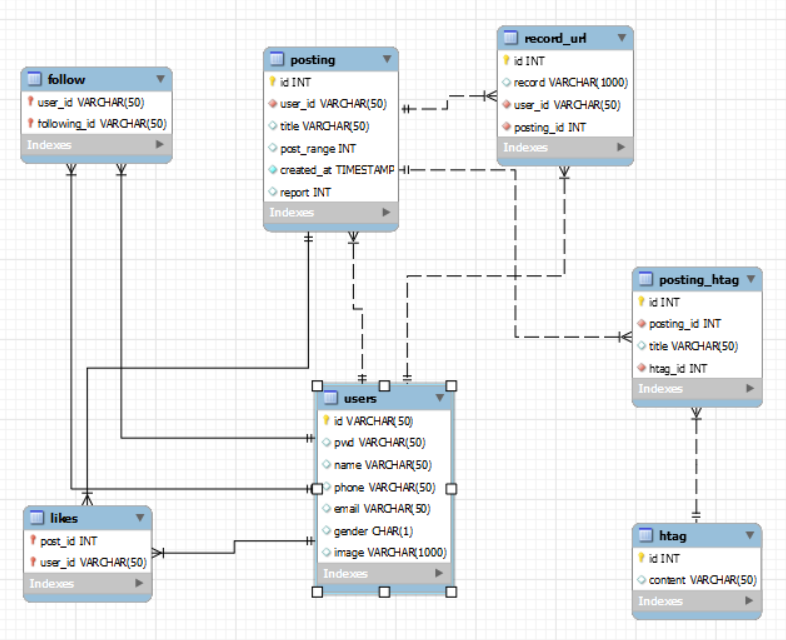 follow
user_id VARCHAR(50)
following_id VARCHAR(50)
Indexes
posting
id INT
user_id VARCHAR(50)
title VARCHAR(50)
post_range INT
created_at TIMESTAMP
report INT
Indexes
record_url
id INT
record VARCHAR(1000)
user_id VARCHAR(50)
posting_id INT
Indexes
posting_htag
id INT
posting_id INT
title VARCHAR(50)
htag_id INT
Indexes
users
id VARCHAR(50)
pwd VARCHAR(50)
name VARCHAR(50)
phone VARCHAR(50)
email VARCHAR(50)
gender CHAR(1)
image VARCHAR(1000)
Indexes
likes
post_id INT
user_id VARCHAR(50)
Indexes
htag
id INT
content VARCHAR(50)
Indexes